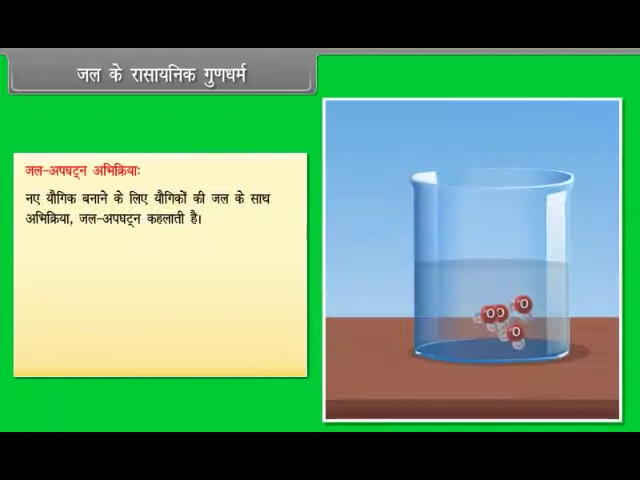 जल के रासायनिक गुणधर्म
जल-अपघट्न अभिक्रियाः
नए यौगिक बनाने के लिए यौगिकों की जल के साथ
अभिक्रिया, जल-अपघट्न कहलाती है।
O O O
O